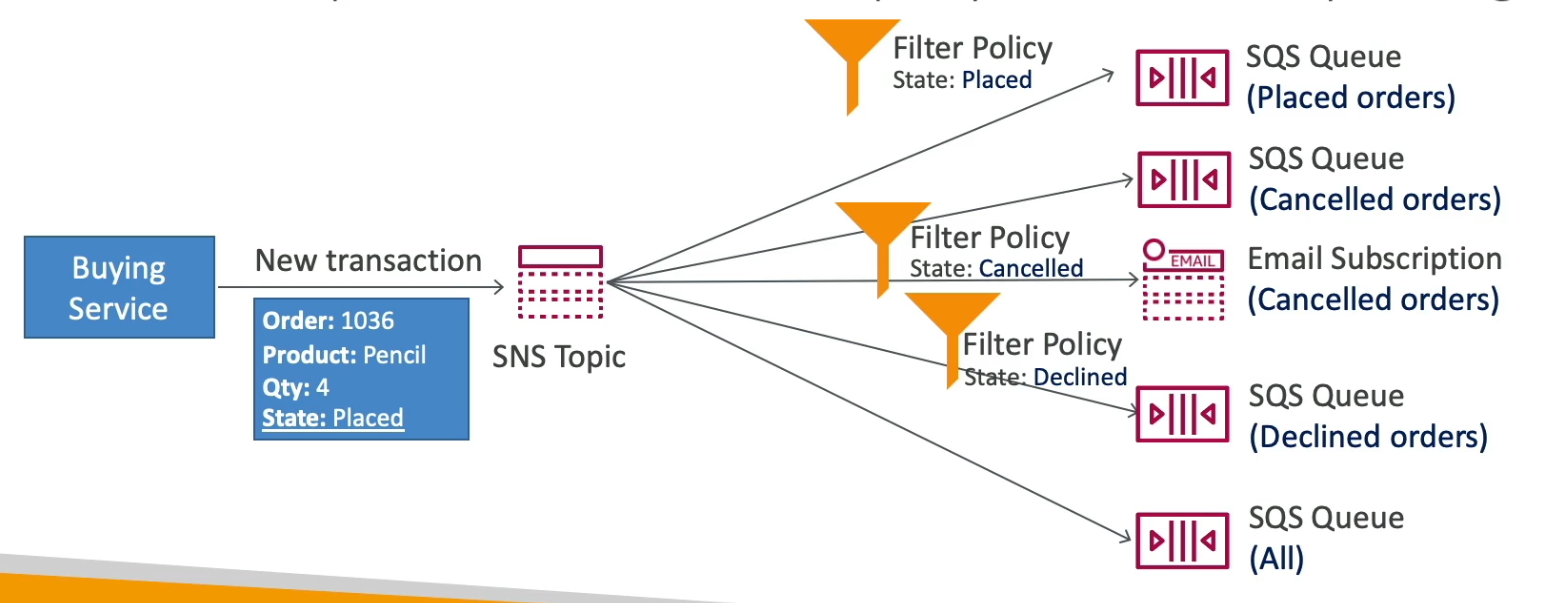 Buying
Service
New transaction
Order: 1036
Product: Pencil
Qty: 4
State: Placed
SNS Topic
Filter Policy
State: Placed
Filter Policy
State: Cancelled
Filter Policy
State: Declined
SQS Queue
(Placed orders)
SQS Queue
(Cancelled orders)
EMAIL
Email Subscription
(Cancelled orders)
SQS Queue
(Declined orders)
SQS Queue
(All)